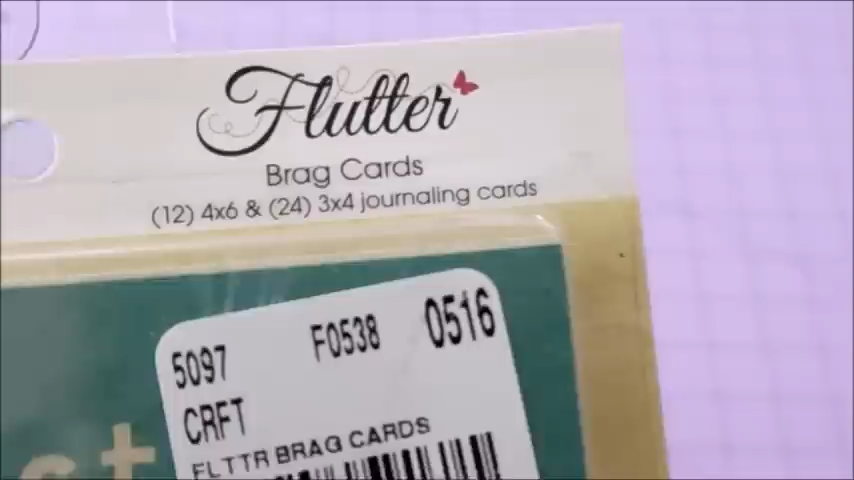 Flutter
Brag Cards
(12) 4x6 & (24) 3x4 journaling cards
5097 F0538 0516
CRFT
FLTTR BRAG CARDS